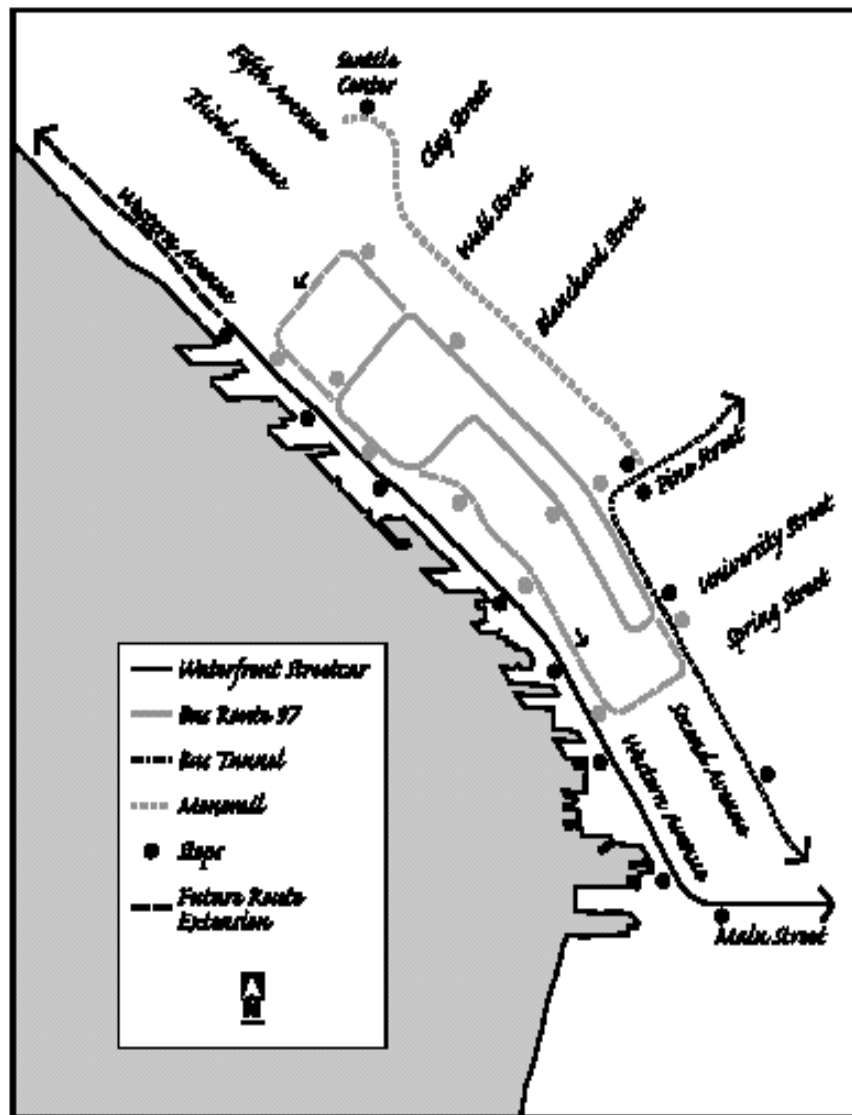 Seattle
Center
Fifth Avenue
Third Avenue
Clay Street
Wall Street
Blanchard Street
Western Avenue
Pine Street
University Street
Spring Street
Second Avenue
Western Avenue
Main Street
Waterfront Streetcar
Bus Route 97
Bus Tunnel
Monorail
Stops
Future Route
Extension
N